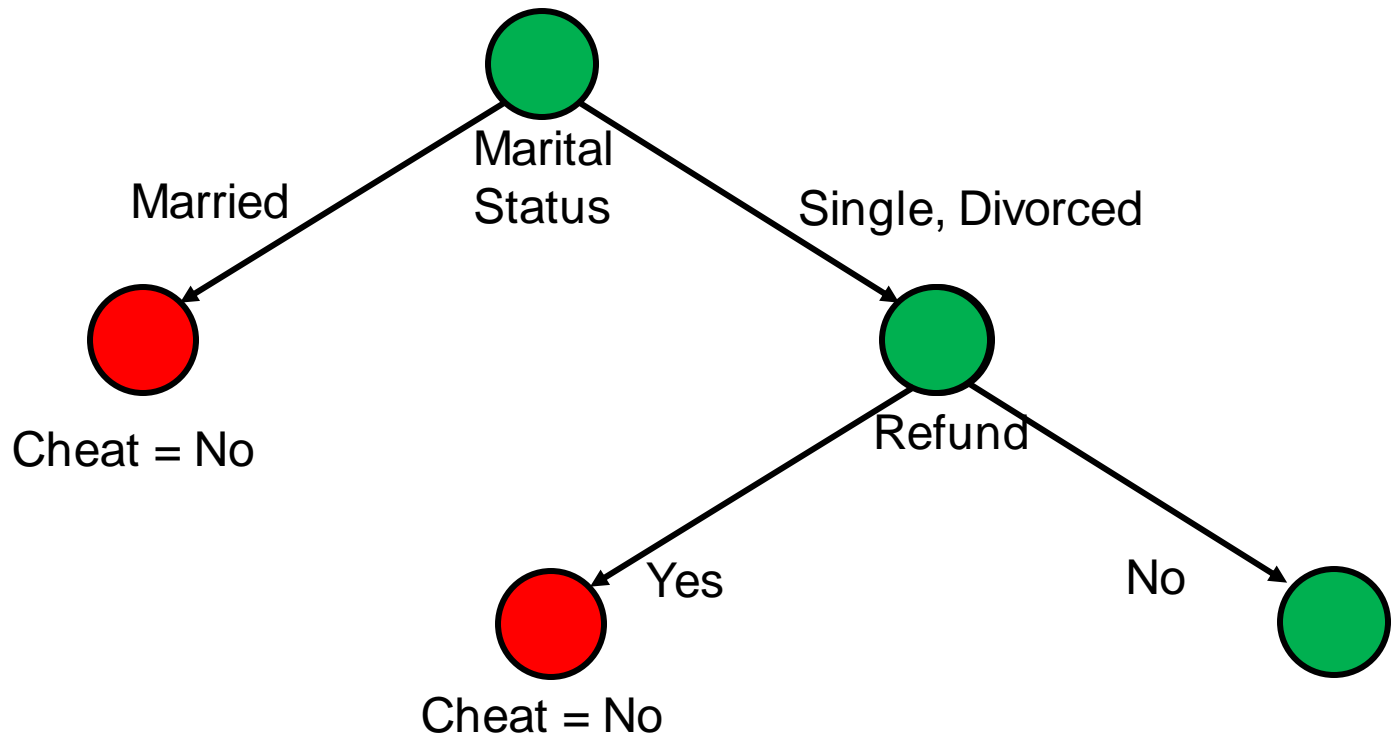 Marital
Status
Married
Single, Divorced
Cheat = No
Refund
Yes
No
Cheat = No